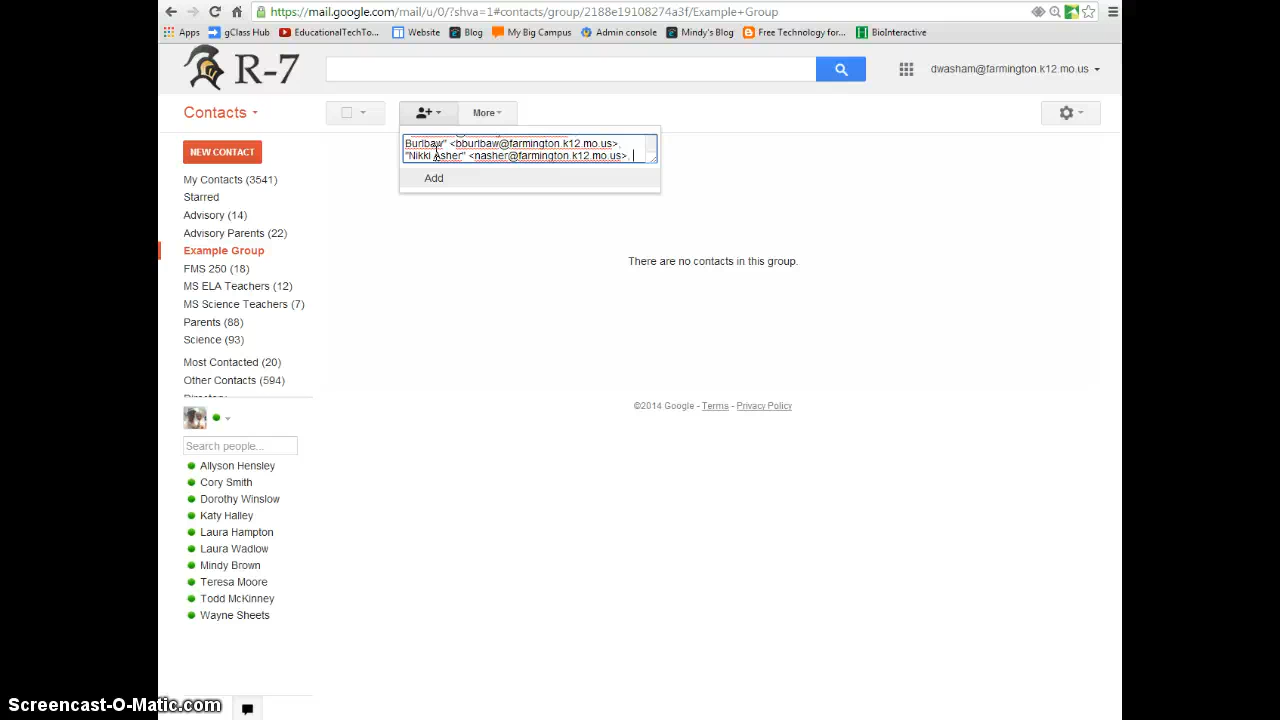 https://mail.google.com/mail/u/0/?shva=1#contacts/group/2188e19108274a3f/Example+Group
Apps gClass Hub EducationalTechTo... Website Blog My Big Campus Admin console Mindy's Blog Free Technology for... BioInteractive
R-7
dwasham@farmington.k12.mo.us
Contacts
More
Burlbaw" <bburlbaw@farmington.k12.mo.us>,
"Nikki Asher" <nasher@farmington.k12.mo.us>,
Add
NEW CONTACT
My Contacts (3541)
Starred
Advisory (14)
Advisory Parents (22)
Example Group
FMS 250 (18)
MS ELA Teachers (12)
MS Science Teachers (7)
Parents (88)
Science (93)
Most Contacted (20)
Other Contacts (594)
There are no contacts in this group.
©2014 Google - Terms - Privacy Policy
Search people...
Allyson Hensley
Cory Smith
Dorothy Winslow
Katy Halley
Laura Hampton
Laura Wadlow
Mindy Brown
Teresa Moore
Todd McKinney
Wayne Sheets
Screencast-O-Matic.com